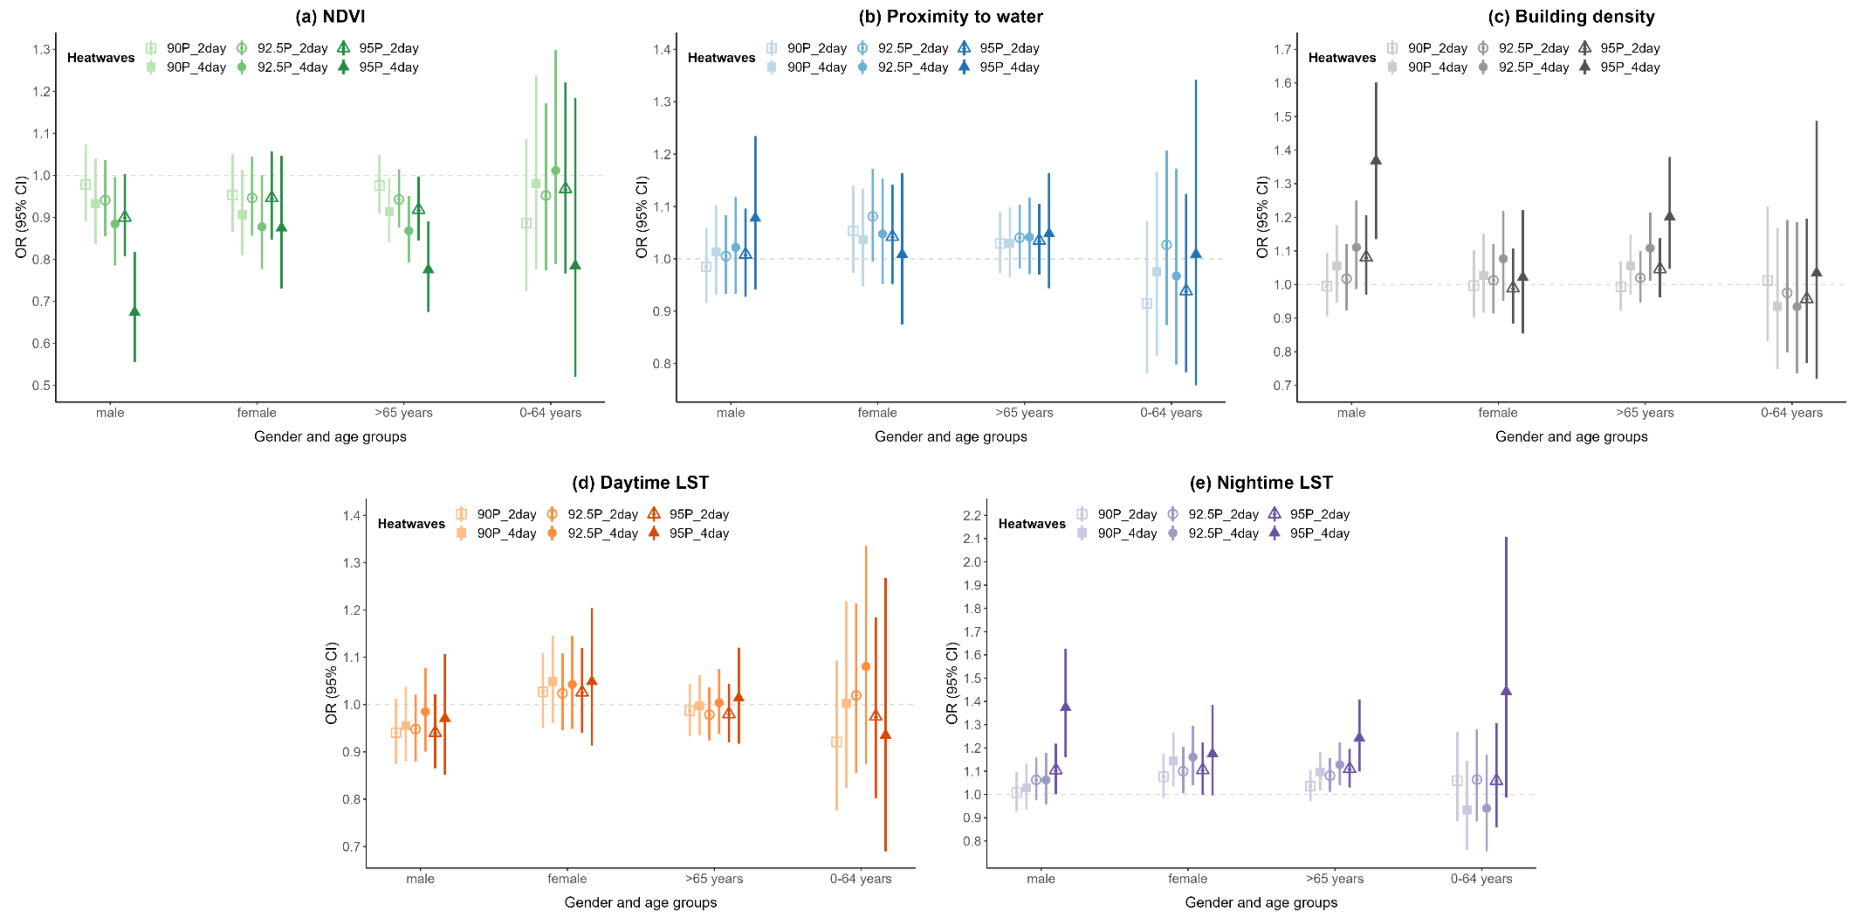 (a) NDVI
Heatwaves
90P_2day 92.5P_2day 95P_2day
90P_4day 92.5P_4day 95P_4day
OR (95% CI)
1.3
1.2
1.1
1.0
0.9
0.8
0.7
0.6
0.5
male female >65 years 0-64 years
Gender and age groups
(b) Proximity to water
Heatwaves
90P_2day 92.5P_2day 95P_2day
90P_4day 92.5P_4day 95P_4day
OR (95% CI)
1.4
1.3
1.2
1.1
1.0
0.9
0.8
male female >65 years 0-64 years
Gender and age groups
(c) Building density
Heatwaves
90P_2day 92.5P_2day 95P_2day
90P_4day 92.5P_4day 95P_4day
OR (95% CI)
1.7
1.6
1.5
1.4
1.3
1.2
1.1
1.0
0.9
0.8
0.7
male female >65 years 0-64 years
Gender and age groups
(d) Daytime LST
Heatwaves
90P_2day 92.5P_2day 95P_2day
90P_4day 92.5P_4day 95P_4day
OR (95% CI)
1.4
1.3
1.2
1.1
1.0
0.9
0.8
0.7
male female >65 years 0-64 years
Gender and age groups
(e) Nightime LST
Heatwaves
90P_2day 92.5P_2day 95P_2day
90P_4day 92.5P_4day 95P_4day
OR (95% CI)
2.2
2.1
2.0
1.9
1.8
1.7
1.6
1.5
1.4
1.3
1.2
1.1
1.0
0.9
0.8
male female >65 years 0-64 years
Gender and age groups